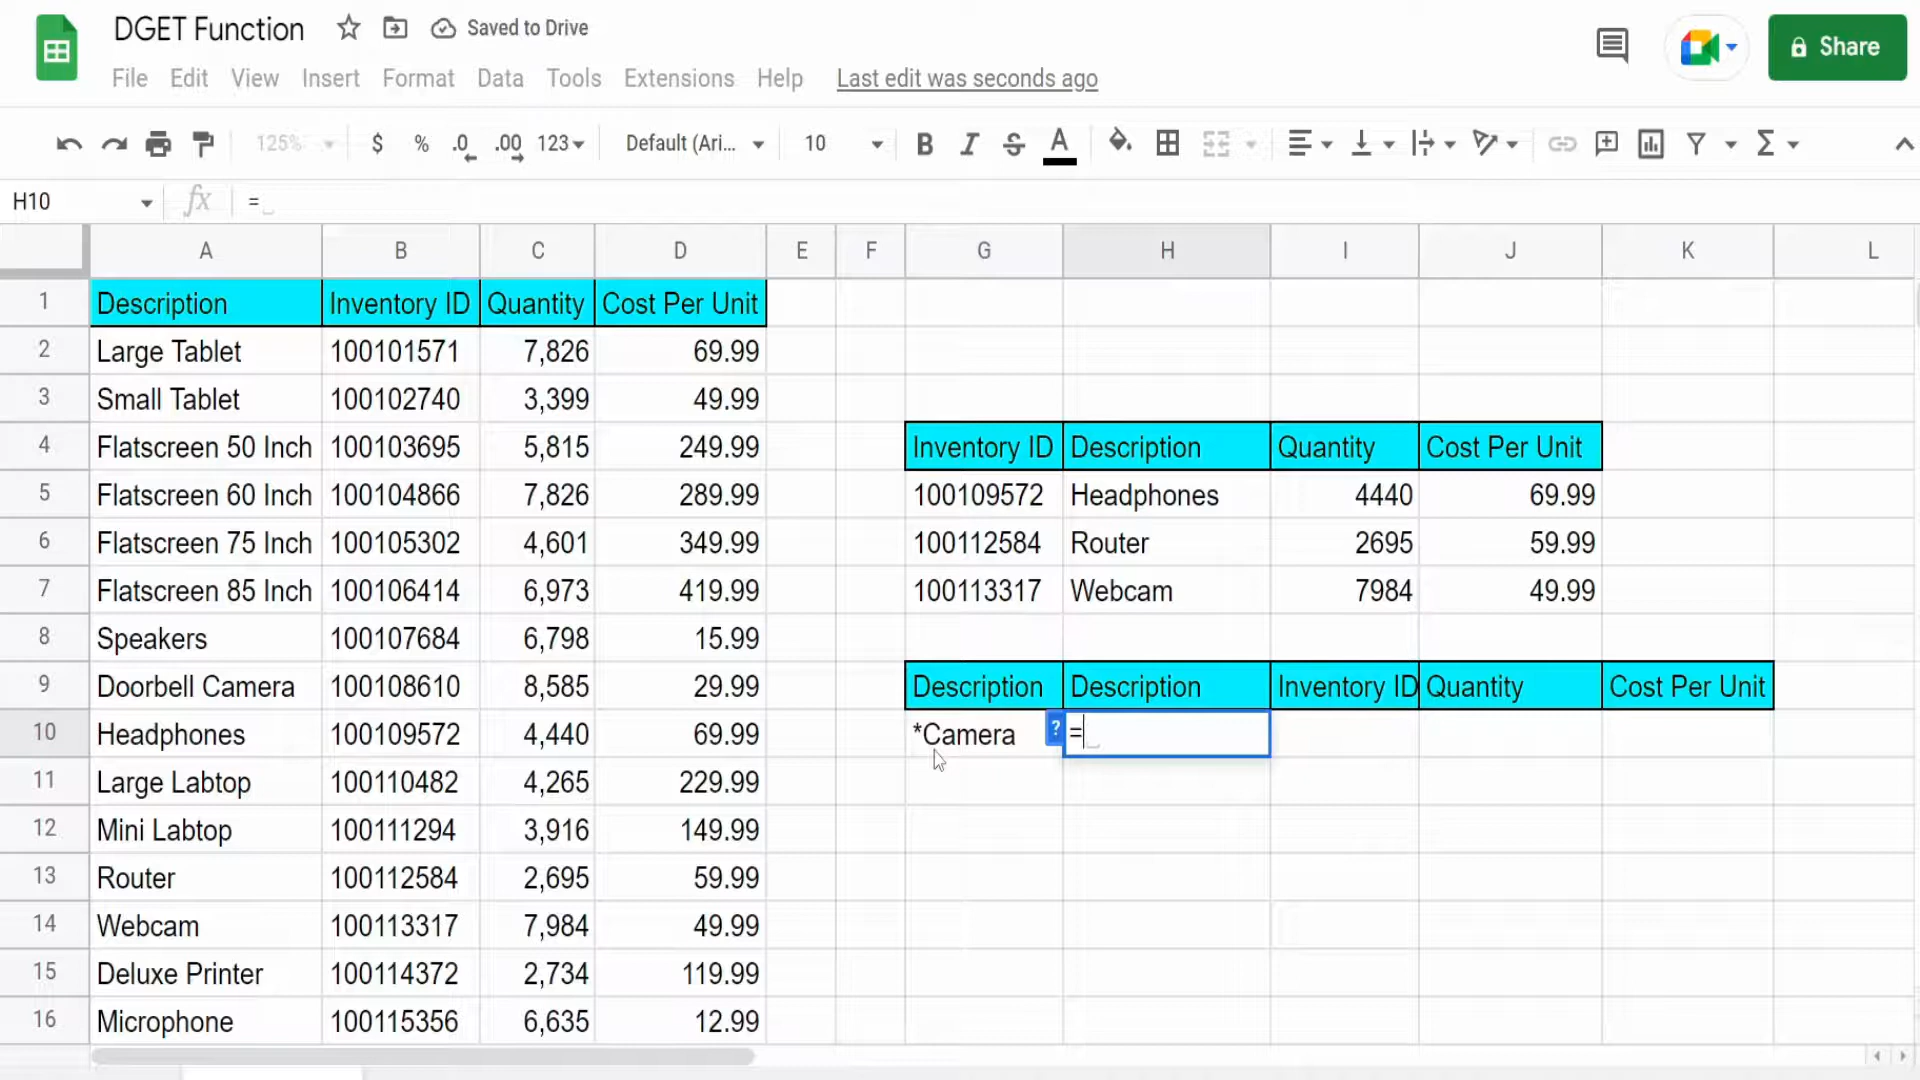 DGET Function Saved to Drive
Share
File Edit View Insert Format Data Tools Extensions Help Last edit was seconds ago
125% $ % .0 .00 123 Default (Ari... 10 B I S A Σ
H10 fx =
A B C D E F G H I J K L
1 Description Inventory ID Quantity Cost Per Unit
2 Large Tablet 100101571 7,826 69.99
3 Small Tablet 100102740 3,399 49.99
4 Flatscreen 50 Inch 100103695 5,815 249.99 Inventory ID Description Quantity Cost Per Unit
5 Flatscreen 60 Inch 100104866 7,826 289.99 100109572 Headphones 4440 69.99
6 Flatscreen 75 Inch 100105302 4,601 349.99 100112584 Router 2695 59.99
7 Flatscreen 85 Inch 100106414 6,973 419.99 100113317 Webcam 7984 49.99
8 Speakers 100107684 6,798 15.99
9 Doorbell Camera 100108610 8,585 29.99 Description Description Inventory ID Quantity Cost Per Unit
10 Headphones 100109572 4,440 69.99 *Camera ? =
11 Large Labtop 100110482 4,265 229.99
12 Mini Labtop 100111294 3,916 149.99
13 Router 100112584 2,695 59.99
14 Webcam 100113317 7,984 49.99
15 Deluxe Printer 100114372 2,734 119.99
16 Microphone 100115356 6,635 12.99